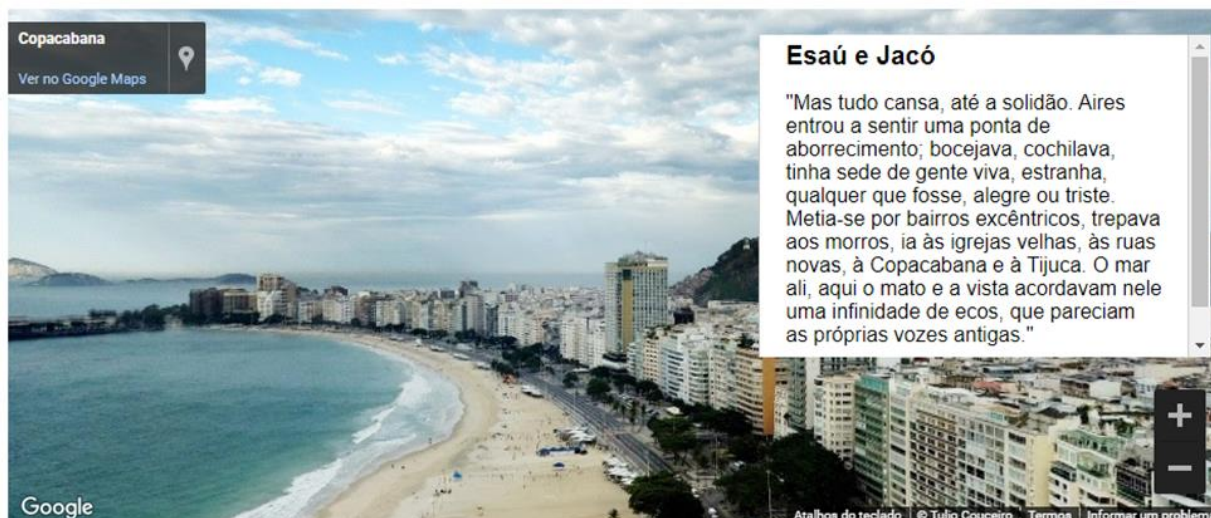 Copacabana
Ver no Google Maps
Esaú e Jacó
"Mas tudo cansa, até a solidão. Aires
entrou a sentir uma ponta de
aborrecimento; bocejava, cochilava,
tinha sede de gente viva, estranha,
qualquer que fosse, alegre ou triste.
Metia-se por bairros excêntricos, trepava
aos morros, ia às igrejas velhas, às ruas
novas, à Copacabana e à Tijuca. O mar
ali, aqui o mato e a vista acordavam nele
uma infinidade de ecos, que pareciam
as próprias vozes antigas."
Google
Atalhos do teclado © Tulio Couceiro Termos Informar um problema